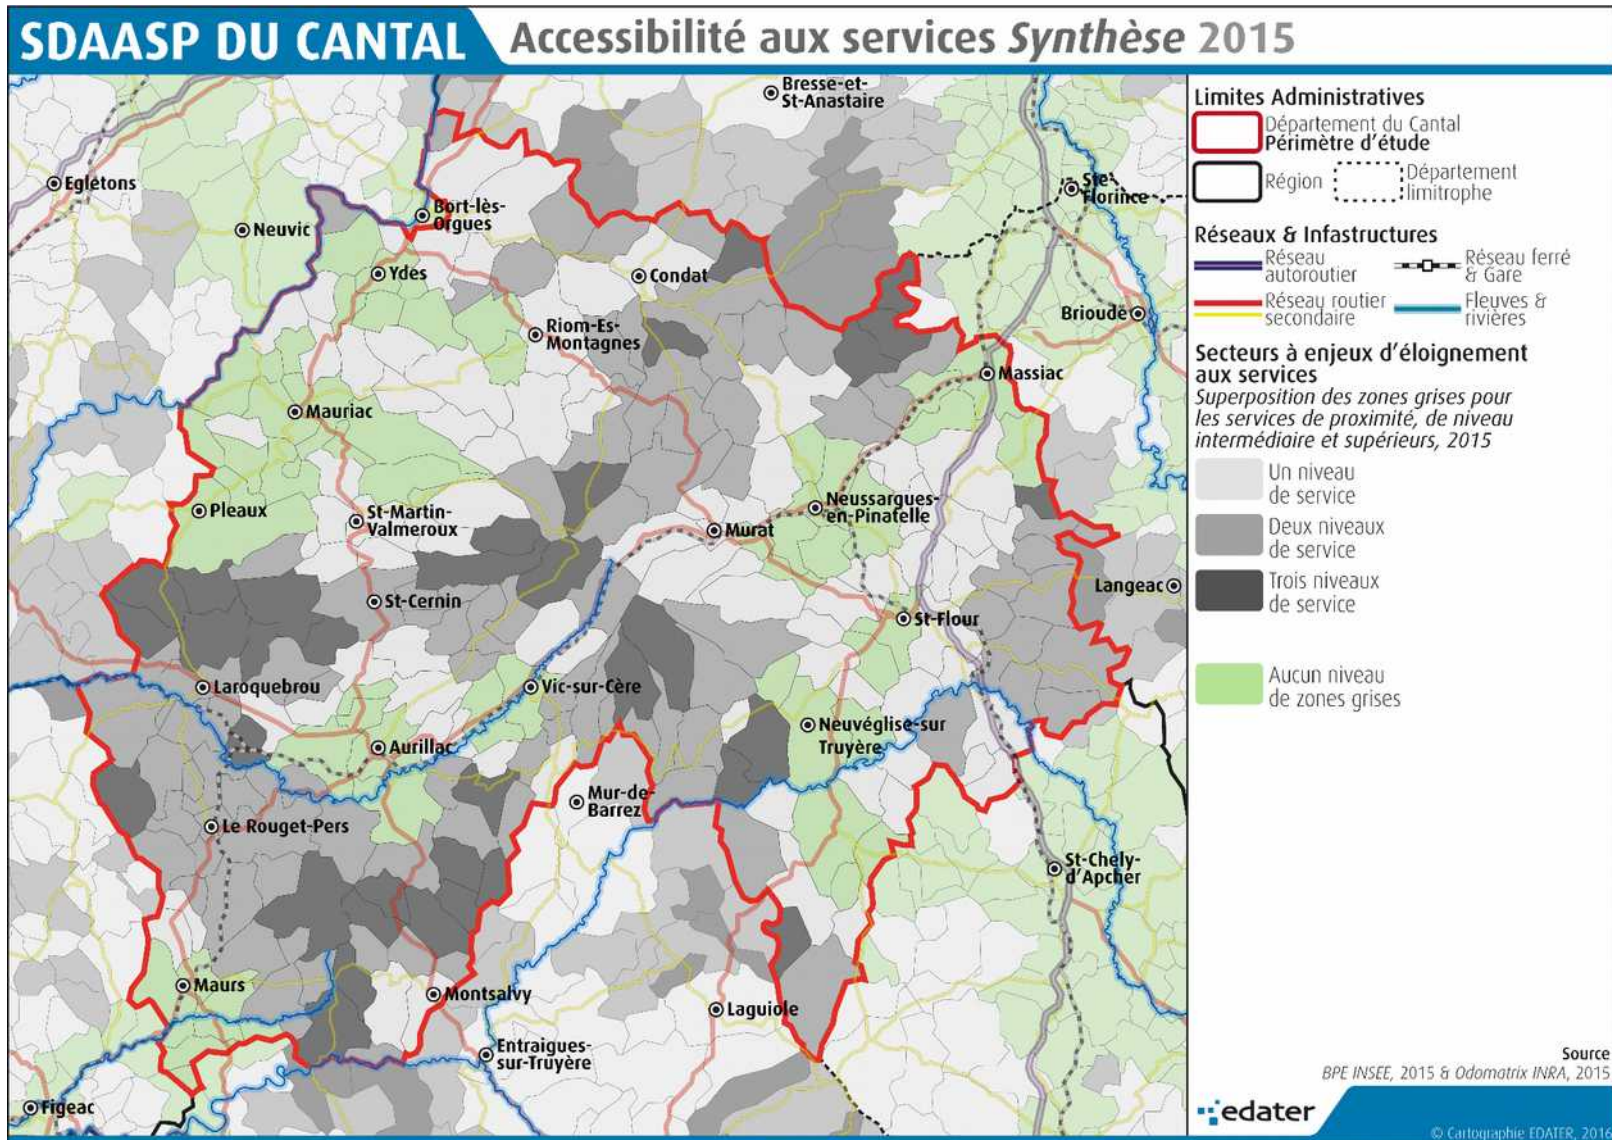 SDAASP DU CANTAL
Accessibilité aux services Synthèse 2015
Bresse-et-
St-Anastaire
Egletons
Neuvic
Bort-lès-
Orgues
Ste-
Florince
Ydes
Condat
Brioude
Riom-Es-
Montagnes
Massiac
Mauriac
Pleaux
St-Martin-
Valmeroux
Neussargues-
en-Pinatelle
Murat
Langeac
St-Cernin
St-Flour
Laroquebrou
Vic-sur-Cère
Neuvéglise-sur
Truyère
Aurillac
Mur-de-
Barrez
Le Rouget-Pers
St-Chely-
d'Apcher
Maurs
Montsalvy
Laguiole
Entraigues-
sur-Truyère
Figeac
Limites Administratives
Département du Cantal
Périmètre d'étude
Région
Département
limitrophe
Réseaux & Infastructures
Réseau
autoroutier
Réseau ferré
& Gare
Réseau routier
secondaire
Fleuves &
rivières
Secteurs à enjeux d'éloignement
aux services
Superposition des zones grises pour
les services de proximité, de niveau
intermédiaire et supérieurs, 2015
Un niveau
de service
Deux niveaux
de service
Trois niveaux
de service
Aucun niveau
de zones grises
Source
BPE INSEE, 2015 & Odomatrix INRA, 2015
edater
© Cartographie EDATER, 2016